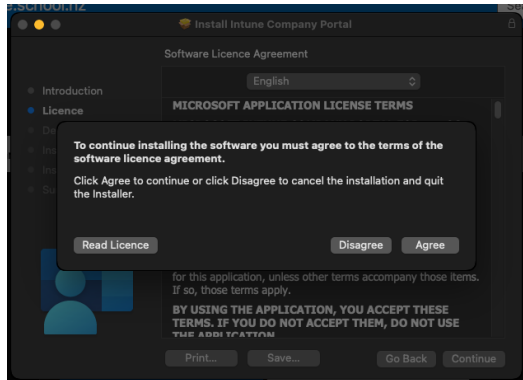 e.school.nz
Install Intune Company Portal
Software Licence Agreement
English
Introduction
Licence
MICROSOFT APPLICATION LICENSE TERMS
To continue installing the software you must agree to the terms of the
software licence agreement.
Click Agree to continue or click Disagree to cancel the installation and quit
the Installer.
Read Licence
Disagree
Agree
for this application, unless other terms accompany those items.
If so, those terms apply.
BY USING THE APPLICATION, YOU ACCEPT THESE
TERMS. IF YOU DO NOT ACCEPT THEM, DO NOT USE
THE APPLICATION
Print...
Save...
Go Back
Continue